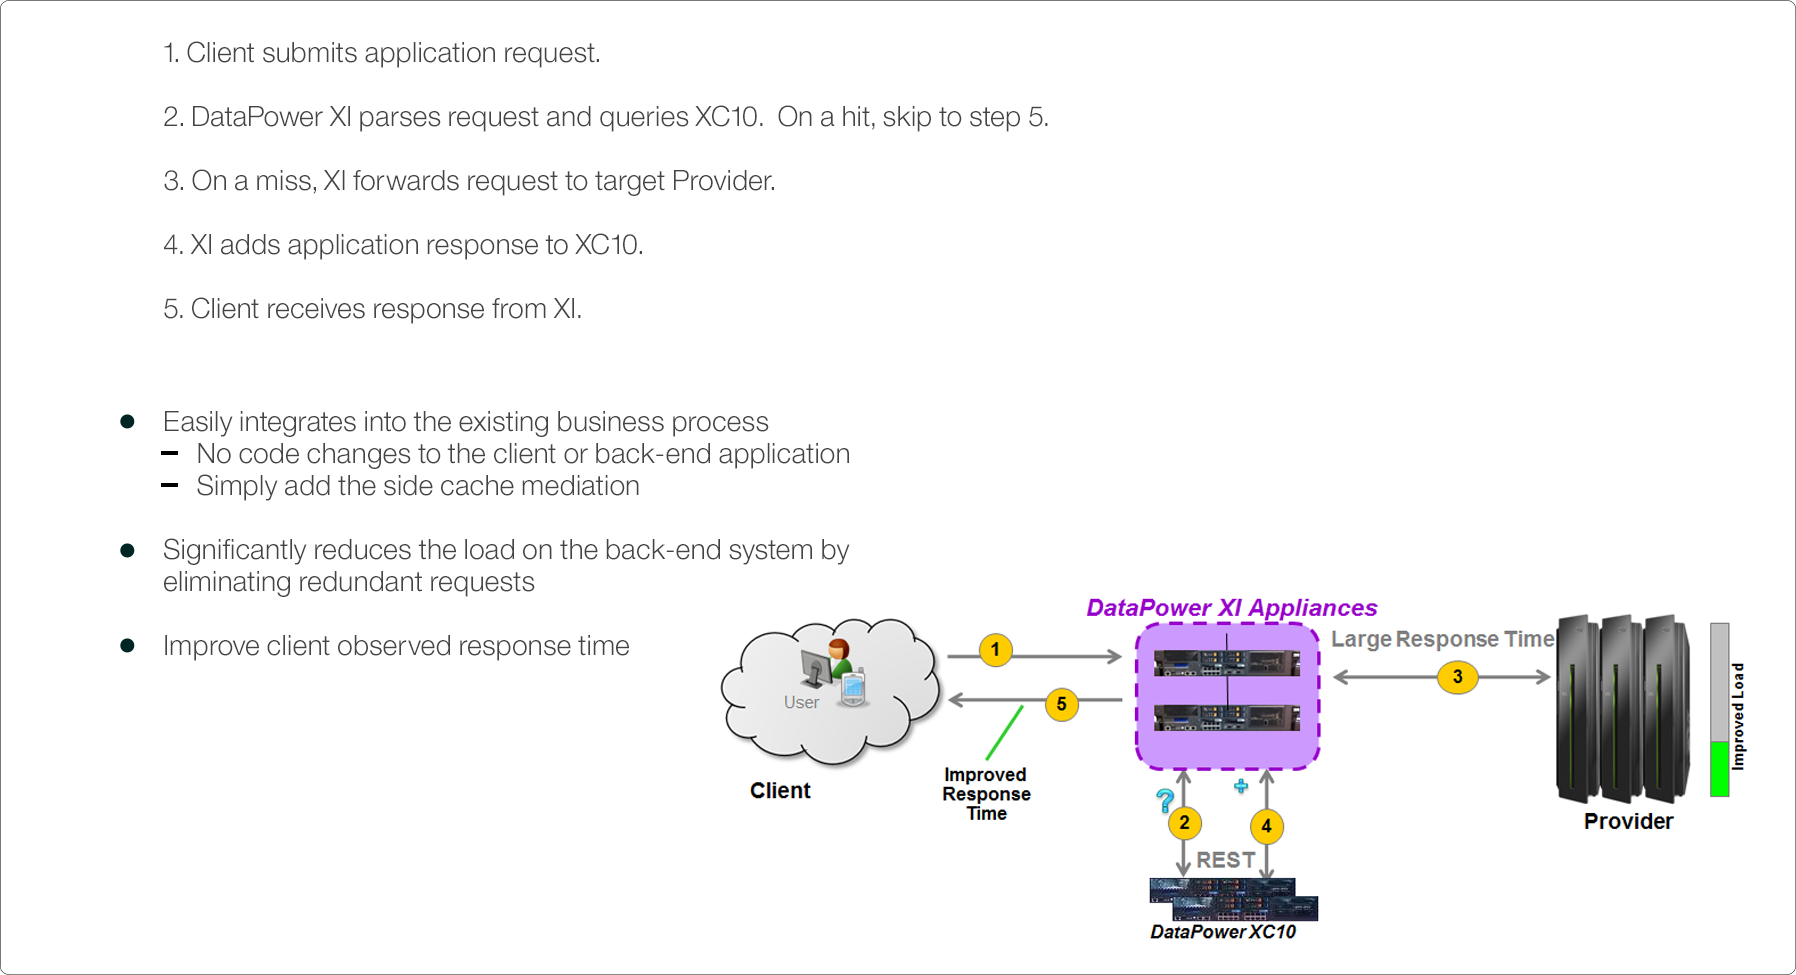 1. Client submits application request.
2. DataPower XI parses request and queries XC10.  On a hit, skip to step 5.
3. On a miss, XI forwards request to target Provider.
4. XI adds application response to XC10.
5. Client receives response from XI.
● Easily integrates into the existing business process
– No code changes to the client or back-end application
– Simply add the side cache mediation
● Significantly reduces the load on the back-end system by
eliminating redundant requests
● Improve client observed response time
DataPower XI Appliances
Large Response Time
1
3
5
User
Improved Load
Improved
Response
Time
Client
?
+
2
4
Provider
REST
DataPower XC10